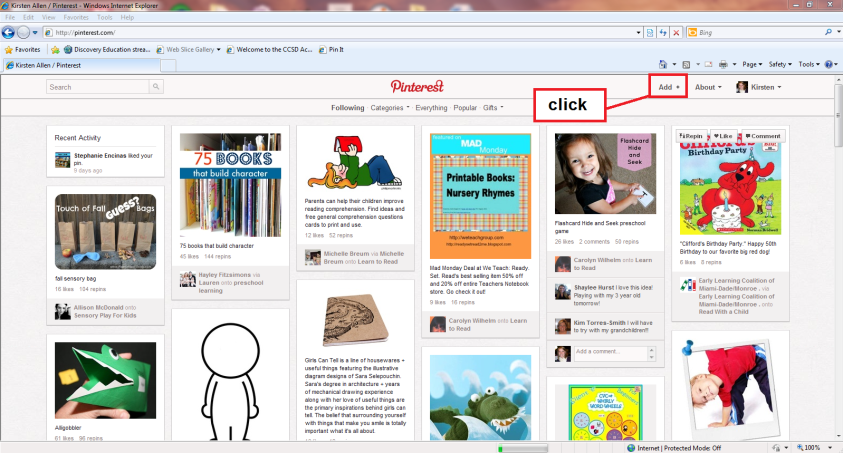 Kirsten Allen / Pinterest - Windows Internet Explorer
File Edit View Favorites Tools Help
http://pinterest.com/
Bing
Favorites
Discovery Education strea...
Web Slice Gallery
Welcome to the CCSD Ac...
Pin It
Kirsten Allen / Pinterest
Page Safety Tools
Search
Pinterest
Add +
About
Kirsten
Following Categories Everything Popular Gifts
click
Recent Activity
Stephanie Encinas liked your
pin.
9 days ago
Touch of Fall Guess? Bags
fall sensory bag
16 likes 164 repins
Allison McDonald onto
Sensory Play For Kids
Alligobbler
61 likes 96 repins
75 BOOKS
that build character
75 books that build character
45 likes 144 repins
Hayley Fitzsimons via
Lauren onto preschool
learning
Parents can help their children improve
reading comprehension. Find ideas and
free general comprehension questions
cards to print and use.
12 likes 52 repins
Michelle Breum via Michelle
Breum onto Learn to Read
Girls Can Tell is a line of housewares +
useful things featuring the illustrative
diagram designs of Sara Selepouchin.
Sara's degree in architecture + years
of mechanical drawing experience
along with her love of useful things are
the primary inspirations behind girls can
tell. The belief that surrounding yourself
with things that make you smile is totally
important what it's all about.
featured on
MAD
Monday
Printable Books:
Nursery Rhymes
http://weteachgroup.com
Mad Monday Deal at We Teach: Ready.
Set. Read's best selling item 50% off
and 20% off entire Teachers Notebook
store. Go check it out!
9 likes 16 repins
Carolyn Wilhelm onto Learn
to Read
Flashcard
Hide
and
Seek
Flashcard Hide and Seek preschool
game
26 likes 2 comments 50 repins
Carolyn Wilhelm onto Learn
to Read
Shaylee Hurst I love this idea!
Playing with my 3 year old
tomorrow!
Kim Torres-Smith I will have
to try with my grandchildren!!
Add a comment...
CVC
WHIRLY
WORD WHEELS
Repin Like Comment
Clifford's
Birthday Party
SCHOLASTIC
Norman Bridwell
"Clifford's Birthday Party." Happy 50th
Birthday to our favorite big red dog!
6 likes 8 repins
Early Learning Coalition of
Miami-Dade/Monroe . via
Early Learning Coalition of
Miami-Dade/Monroe . onto
Read With a Child
Internet | Protected Mode: Off
100%